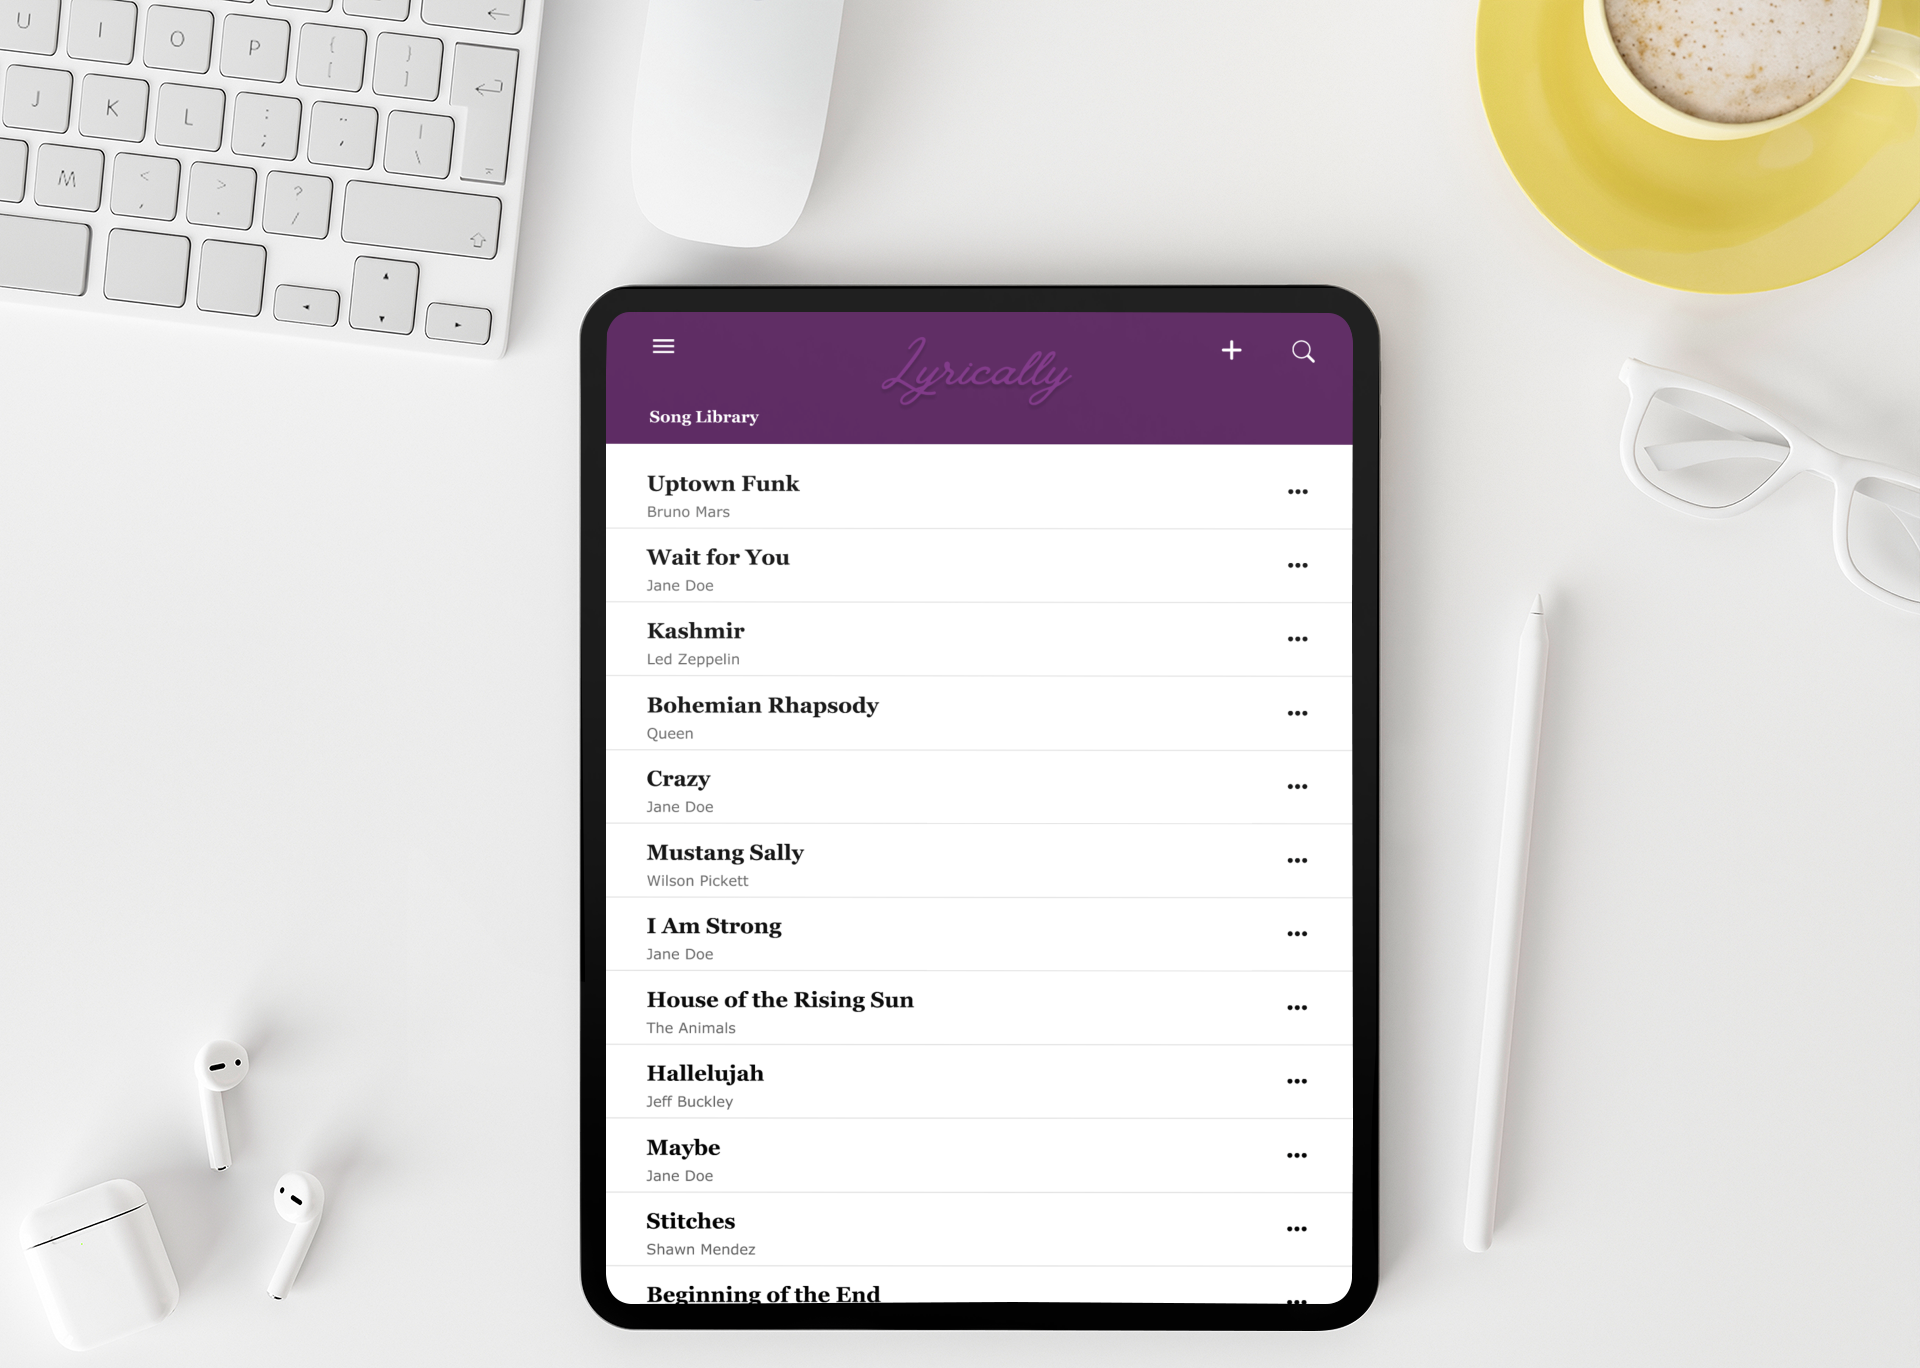 U I O P { [ } ]
J K L : ; " ' | \
M < , > . ? /
Lyrically
Song Library
Uptown Funk
Bruno Mars
Wait for You
Jane Doe
Kashmir
Led Zeppelin
Bohemian Rhapsody
Queen
Crazy
Jane Doe
Mustang Sally
Wilson Pickett
I Am Strong
Jane Doe
House of the Rising Sun
The Animals
Hallelujah
Jeff Buckley
Maybe
Jane Doe
Stitches
Shawn Mendez
Beginning of the End